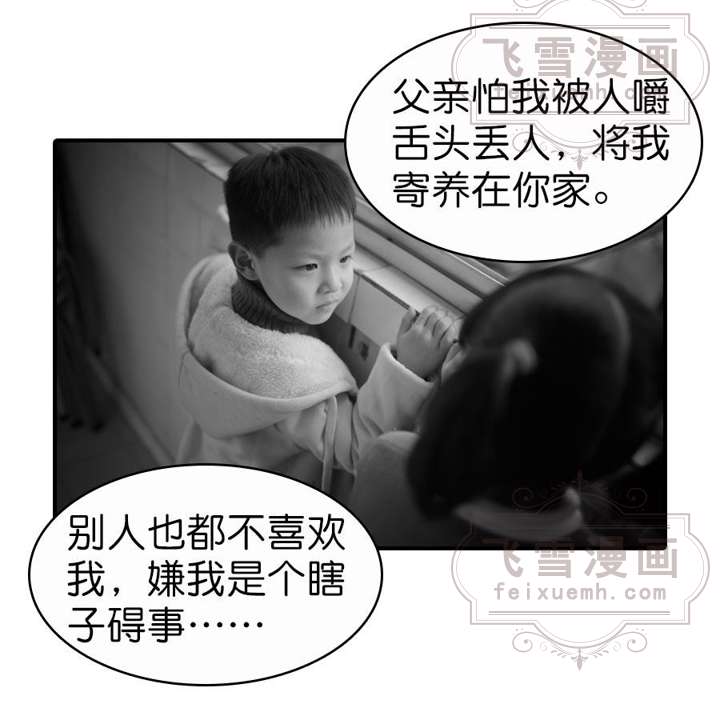 飞雪漫画
feixuemh.com
父亲怕我被人嚼
舌头丢人，将我
寄养在你家。
别人也都不喜欢
我，嫌我是个瞎
子碍事……
飞雪漫画
feixuemh.com